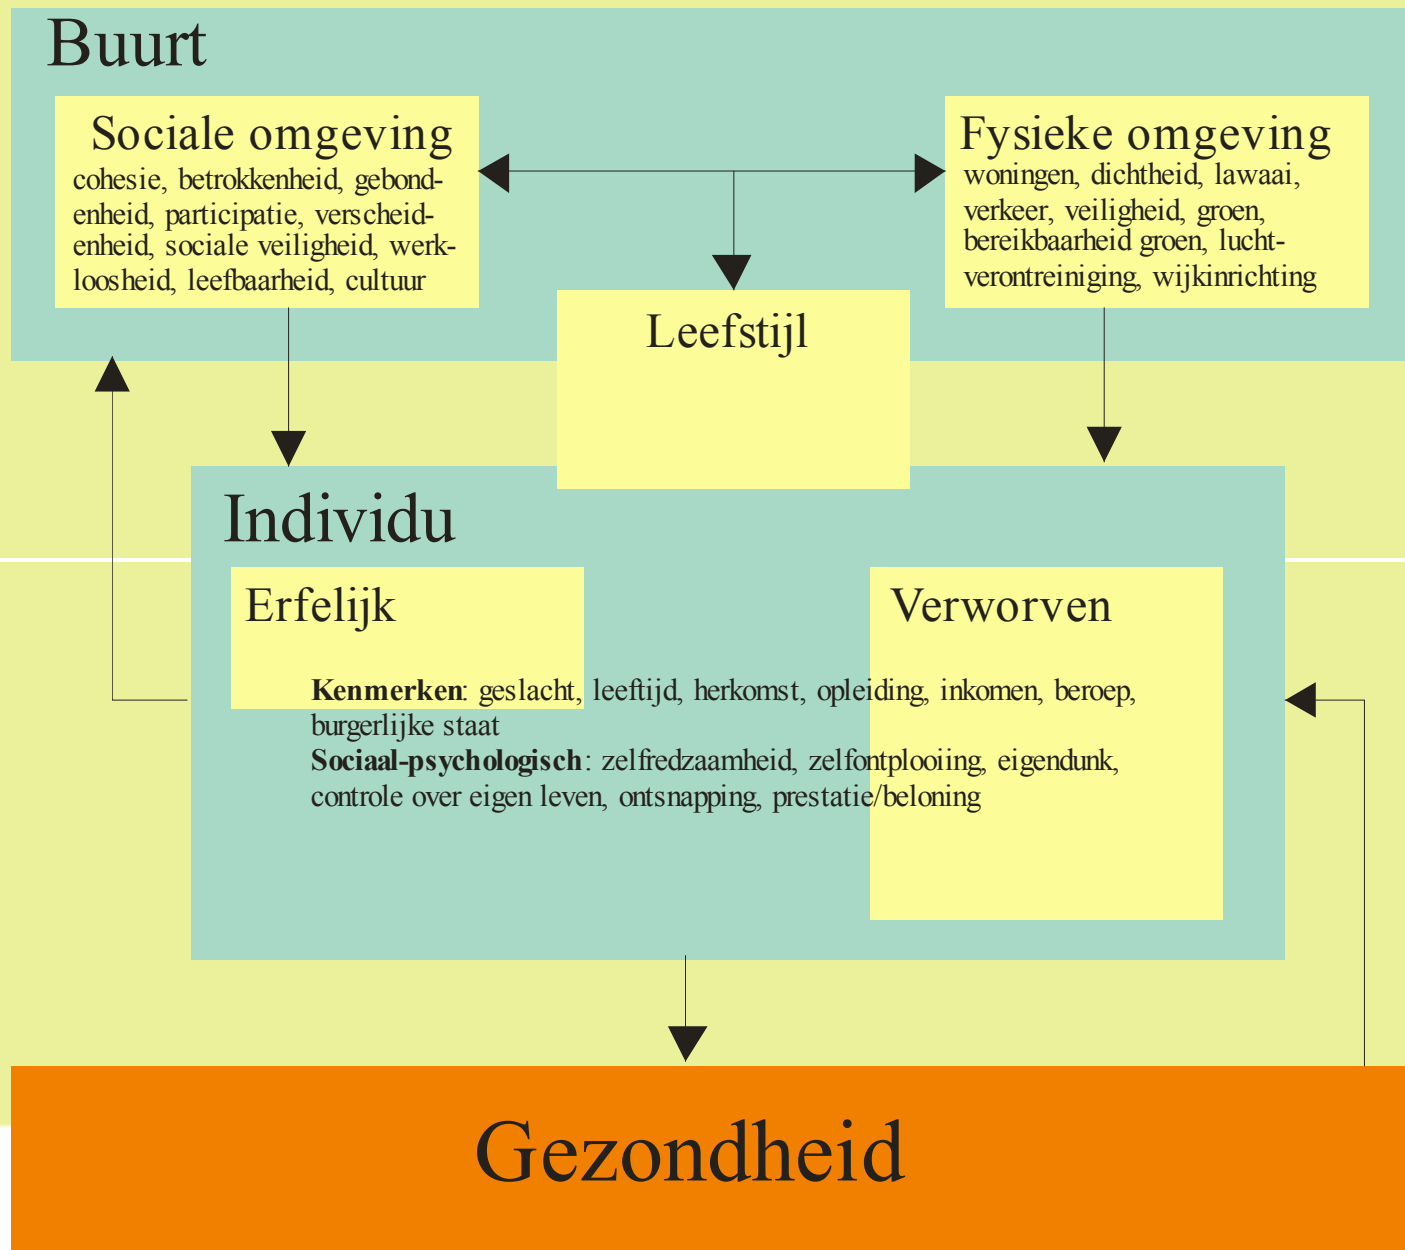 Buurt
Sociale omgeving
cohesie, betrokkenheid, gebond-
enheid, participatie, verscheid-
enheid, sociale veiligheid, werk-
loosheid, leefbaarheid, cultuur
Fysieke omgeving
woningen, dichtheid, lawaai,
verkeer, veiligheid, groen,
bereikbaarheid groen, lucht-
verontreiniging, wijkinrichting
Leefstijl
Individu
Erfelijk
Verworven
Kenmerken: geslacht, leeftijd, herkomst, opleiding, inkomen, beroep,
burgerlijke staat
Sociaal-psychologisch: zelfredzaamheid, zelfontplooiing, eigendunk,
controle over eigen leven, ontsnapping, prestatie/beloning
Gezondheid